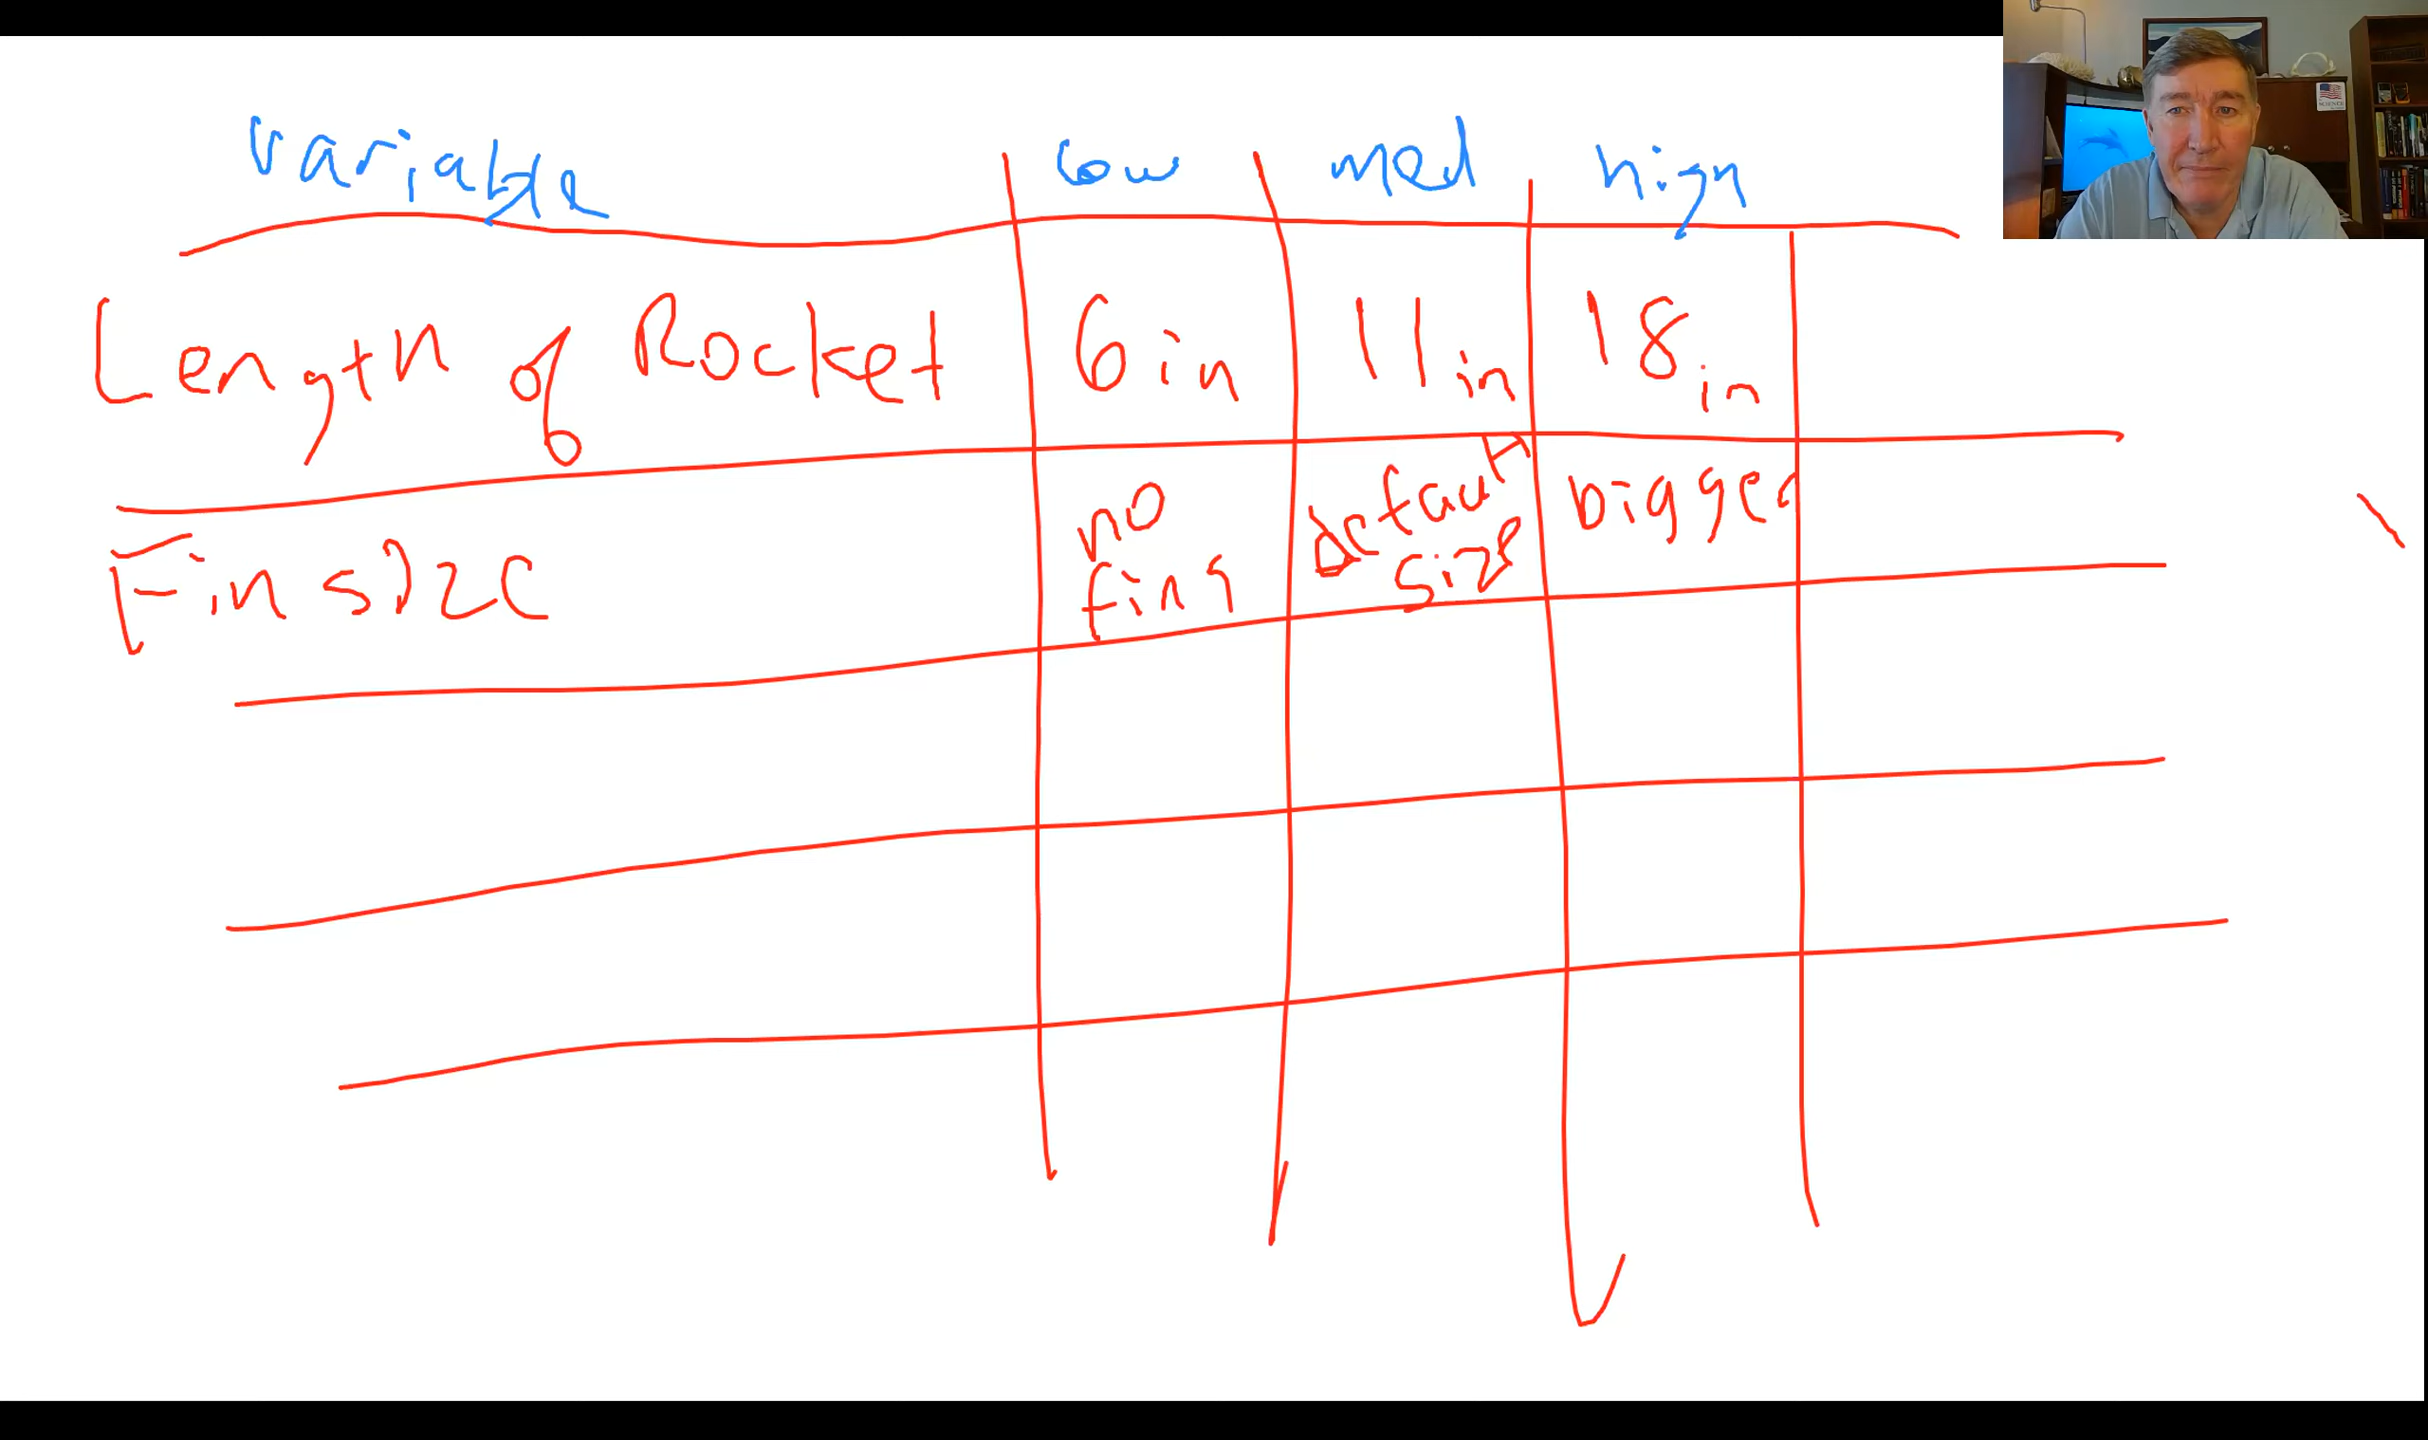 variable low med high
Length of Rocket 6 in 11 in 18 in
Fin size no fins default size bigger
SCIENCE